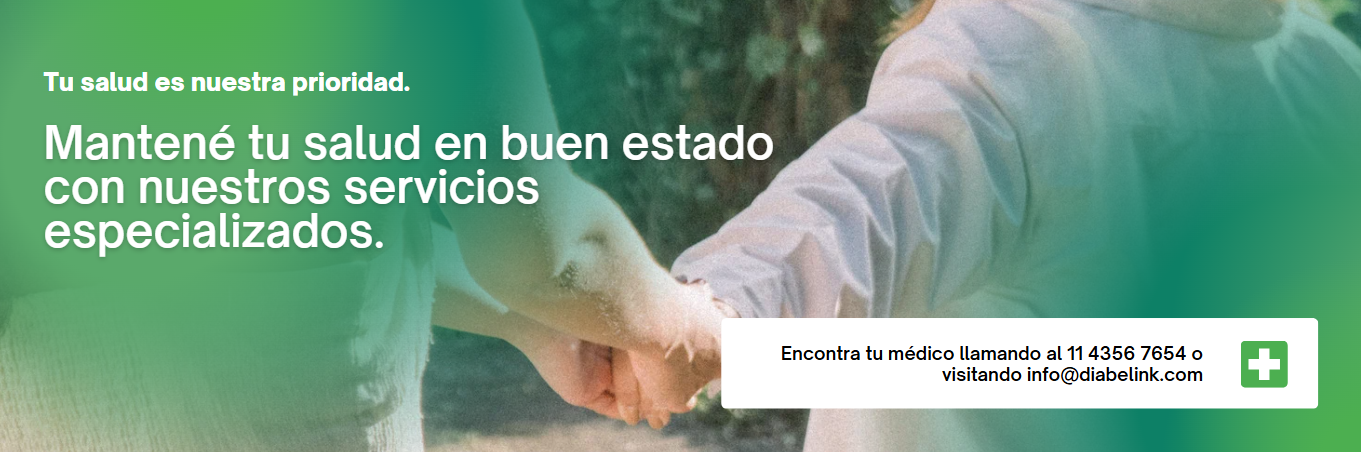 Tu salud es nuestra prioridad.
Mantené tu salud en buen estado
con nuestros servicios
especializados.
Encontra tu médico llamando al 11 4356 7654 o
visitando info@diabelink.com